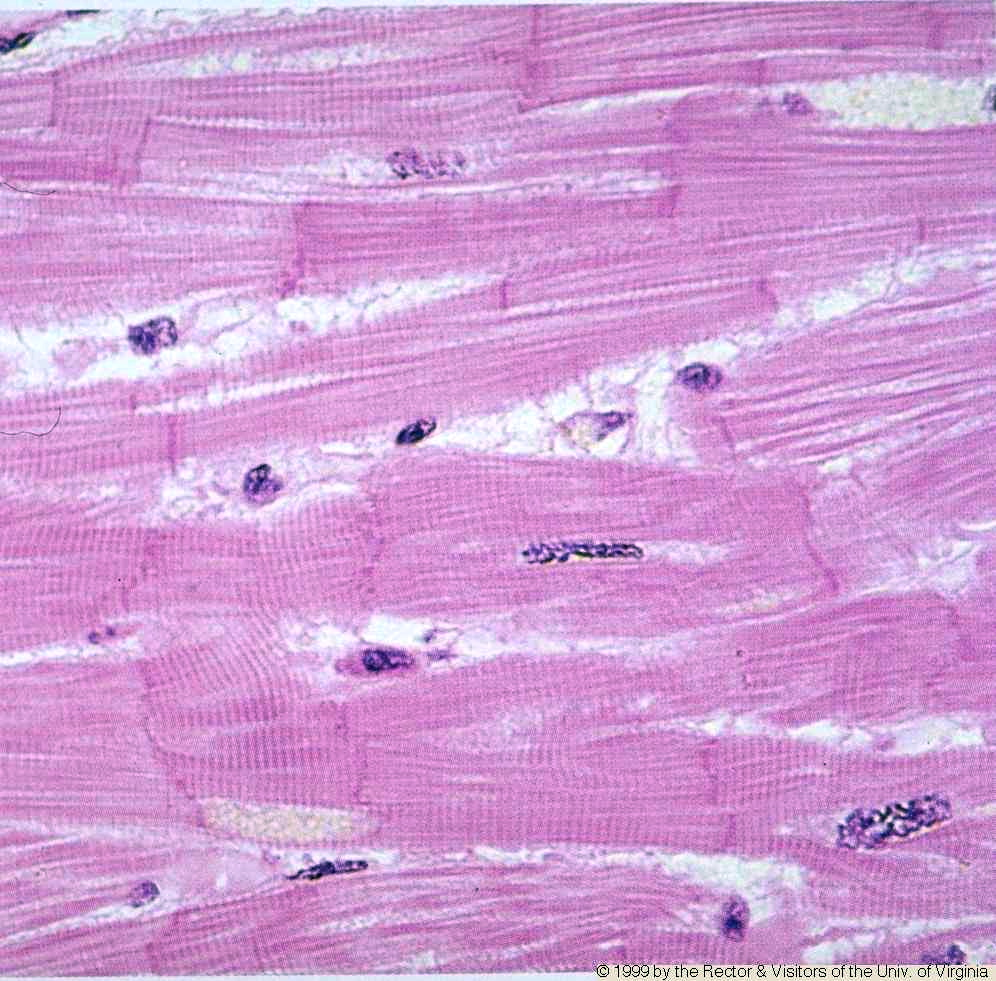 © 1999 by the Rector & Visitors of the Univ. of Virginia